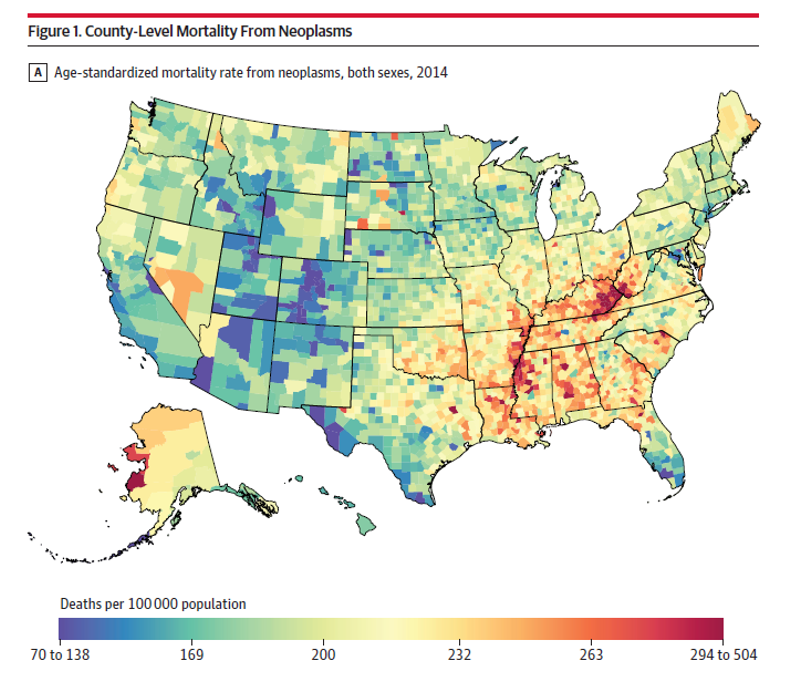 Figure 1. County-Level Mortality From Neoplasms
A Age-standardized mortality rate from neoplasms, both sexes, 2014
Deaths per 100 000 population
70 to 138 169 200 232 263 294 to 504